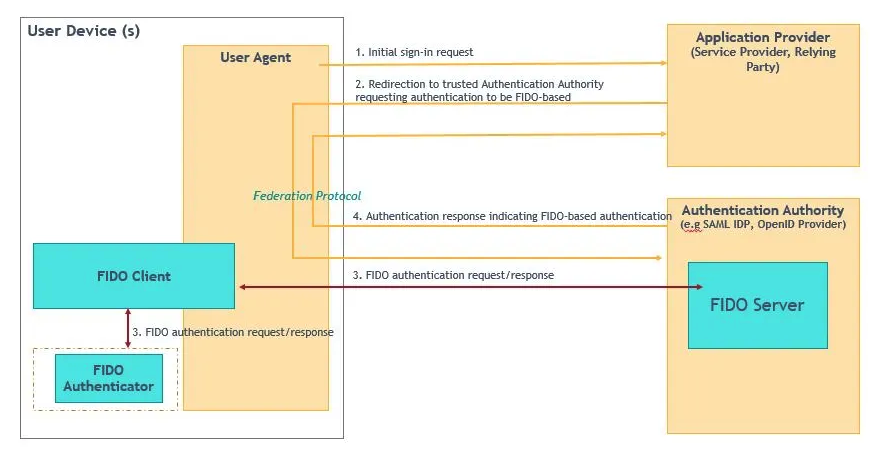 User Device (s)
User Agent
1. Initial sign-in request
Application Provider
(Service Provider, Relying
Party)
2. Redirection to trusted Authentication Authority
requesting authentication to be FIDO-based
Federation Protocol
4. Authentication response indicating FIDO-based authentication
Authentication Authority
(e.g SAML IDP, OpenID Provider)
FIDO Client
3. FIDO authentication request/response
FIDO Server
3. FIDO authentication request/response
FIDO
Authenticator